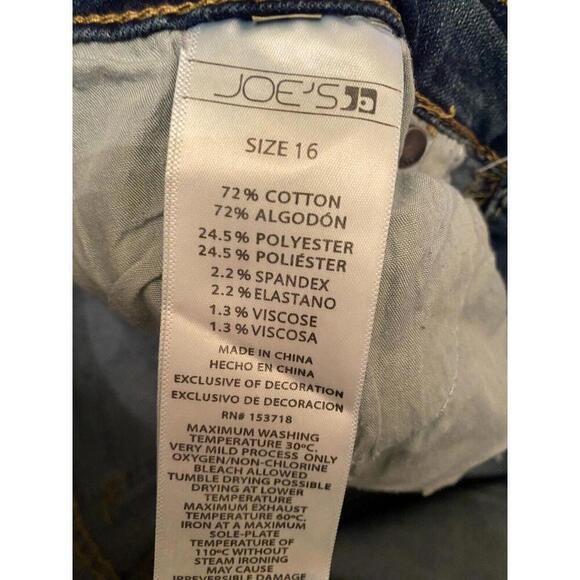 JOE'S
SIZE 16
72% COTTON
72% ALGODÓN
24.5% POLYESTER
24.5% POLIÉSTER
2.2% SPANDEX
2.2% ELASTANO
1.3% VISCOSE
1.3% VISCOSA
MADE IN CHINA
HECHO EN CHINA
EXCLUSIVE OF DECORATION
EXCLUSIVO DE DECORACION
RN# 153718
MAXIMUM WASHING
TEMPERATURE 30ºC.
VERY MILD PROCESS ONLY
OXYGEN/NON-CHLORINE
BLEACH ALLOWED
TUMBLE DRYING POSSIBLE
DRYING AT LOWER
TEMPERATURE
MAXIMUM EXHAUST
TEMPERATURE 60ºC.
IRON AT A MAXIMUM
SOLE-PLATE
TEMPERATURE OF
110ºC WITHOUT
STEAM IRONING
MAY CAUSE
IRREVERSIBLE DAMAGE